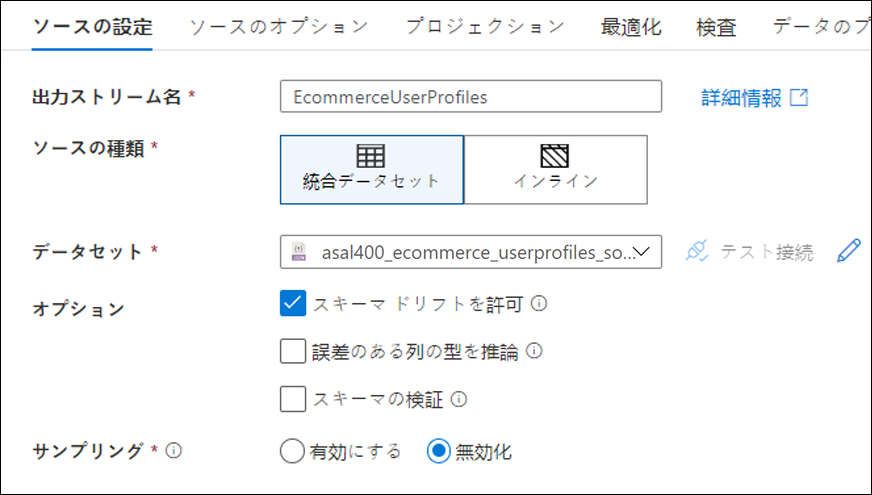 ソースの設定 ソースのオプション プロジェクション 最適化 検査 データのプ
出力ストリーム名 * EcommerceUserProfiles 詳細情報
ソースの種類 *
統合データセット インライン
データセット * asal400_ecommerce_userprofiles_so... テスト接続
オプション スキーマ ドリフトを許可
誤差のある列の型を推論
スキーマの検証
サンプリング * 有効にする 無効化